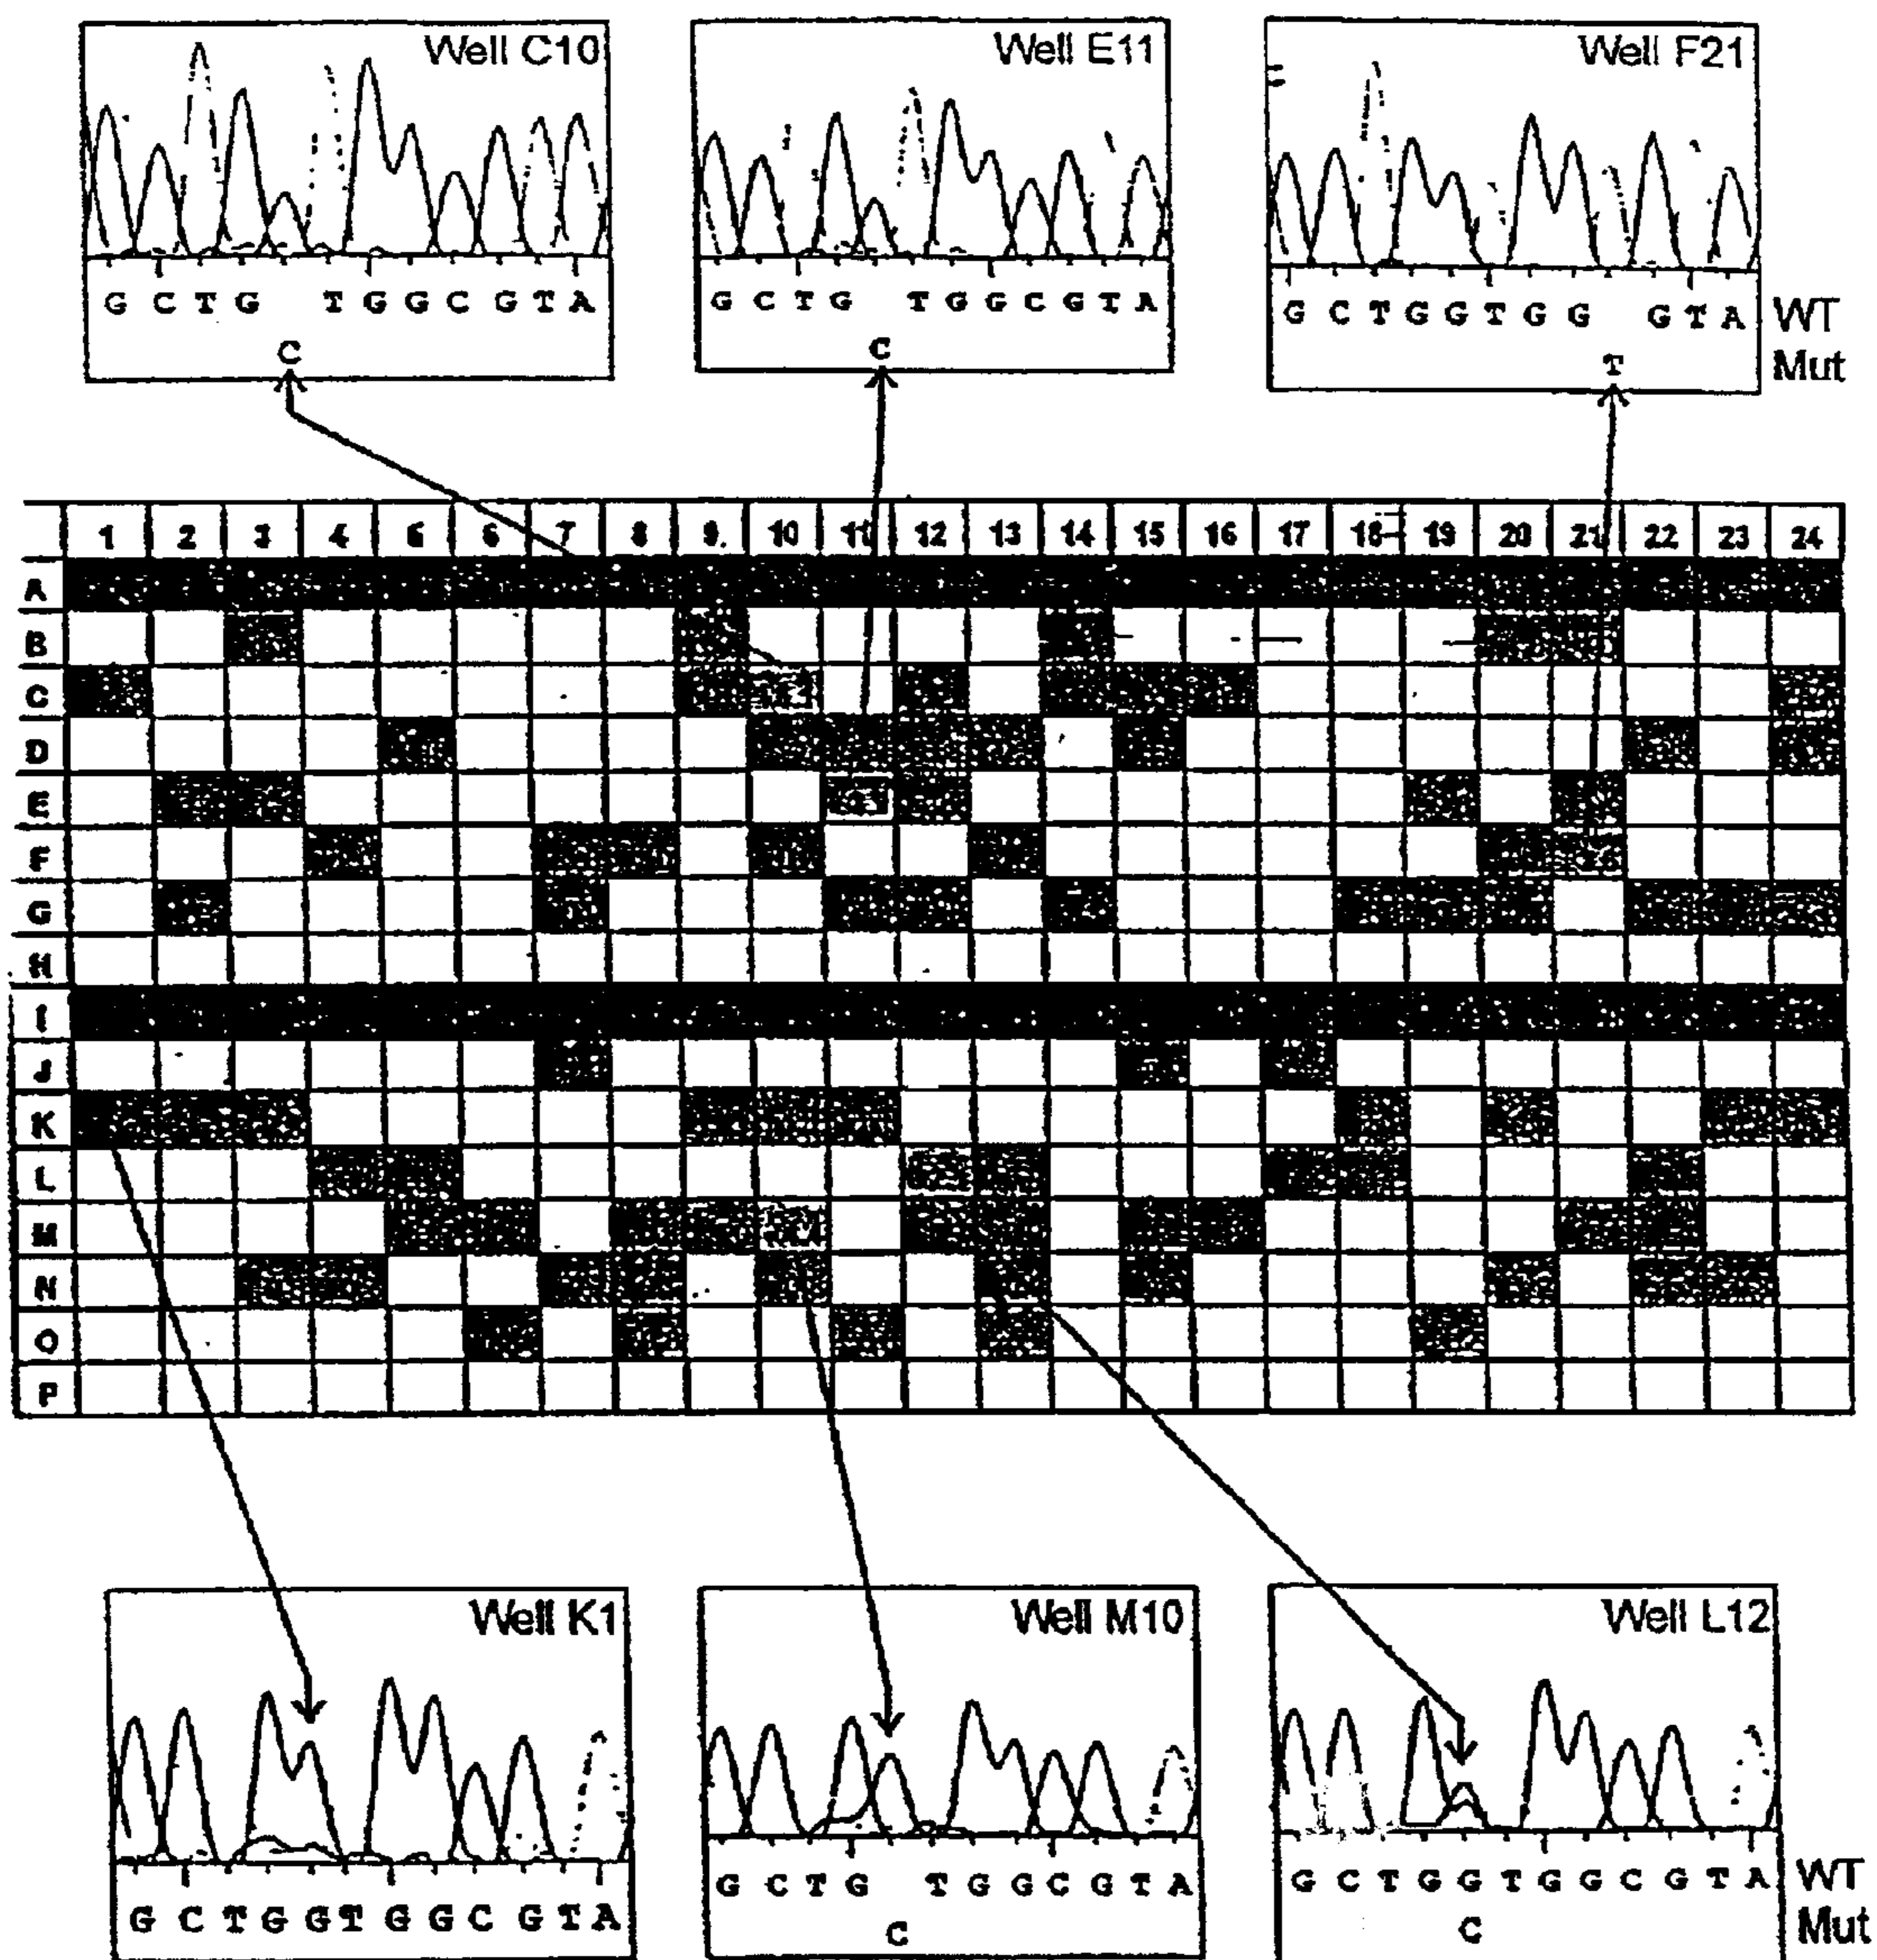 Well C10
G C T G T G G C G T A
C
Well E11
G C T G T G G C G T A
C
Well F21
G C T G G T G G G T A WT
T Mut
1 2 3 4 5 6 7 8 9 10 11 12 13 14 15 16 17 18 19 20 21 22 23 24
A
B
C
D
E
F
G
H
I
J
K
L
M
N
O
P
Well K1
G C T G G T G G C G T A
Well M10
G C T G T G G C G T A
C
Well L12
G C T G G T G G C G T A WT
C Mut